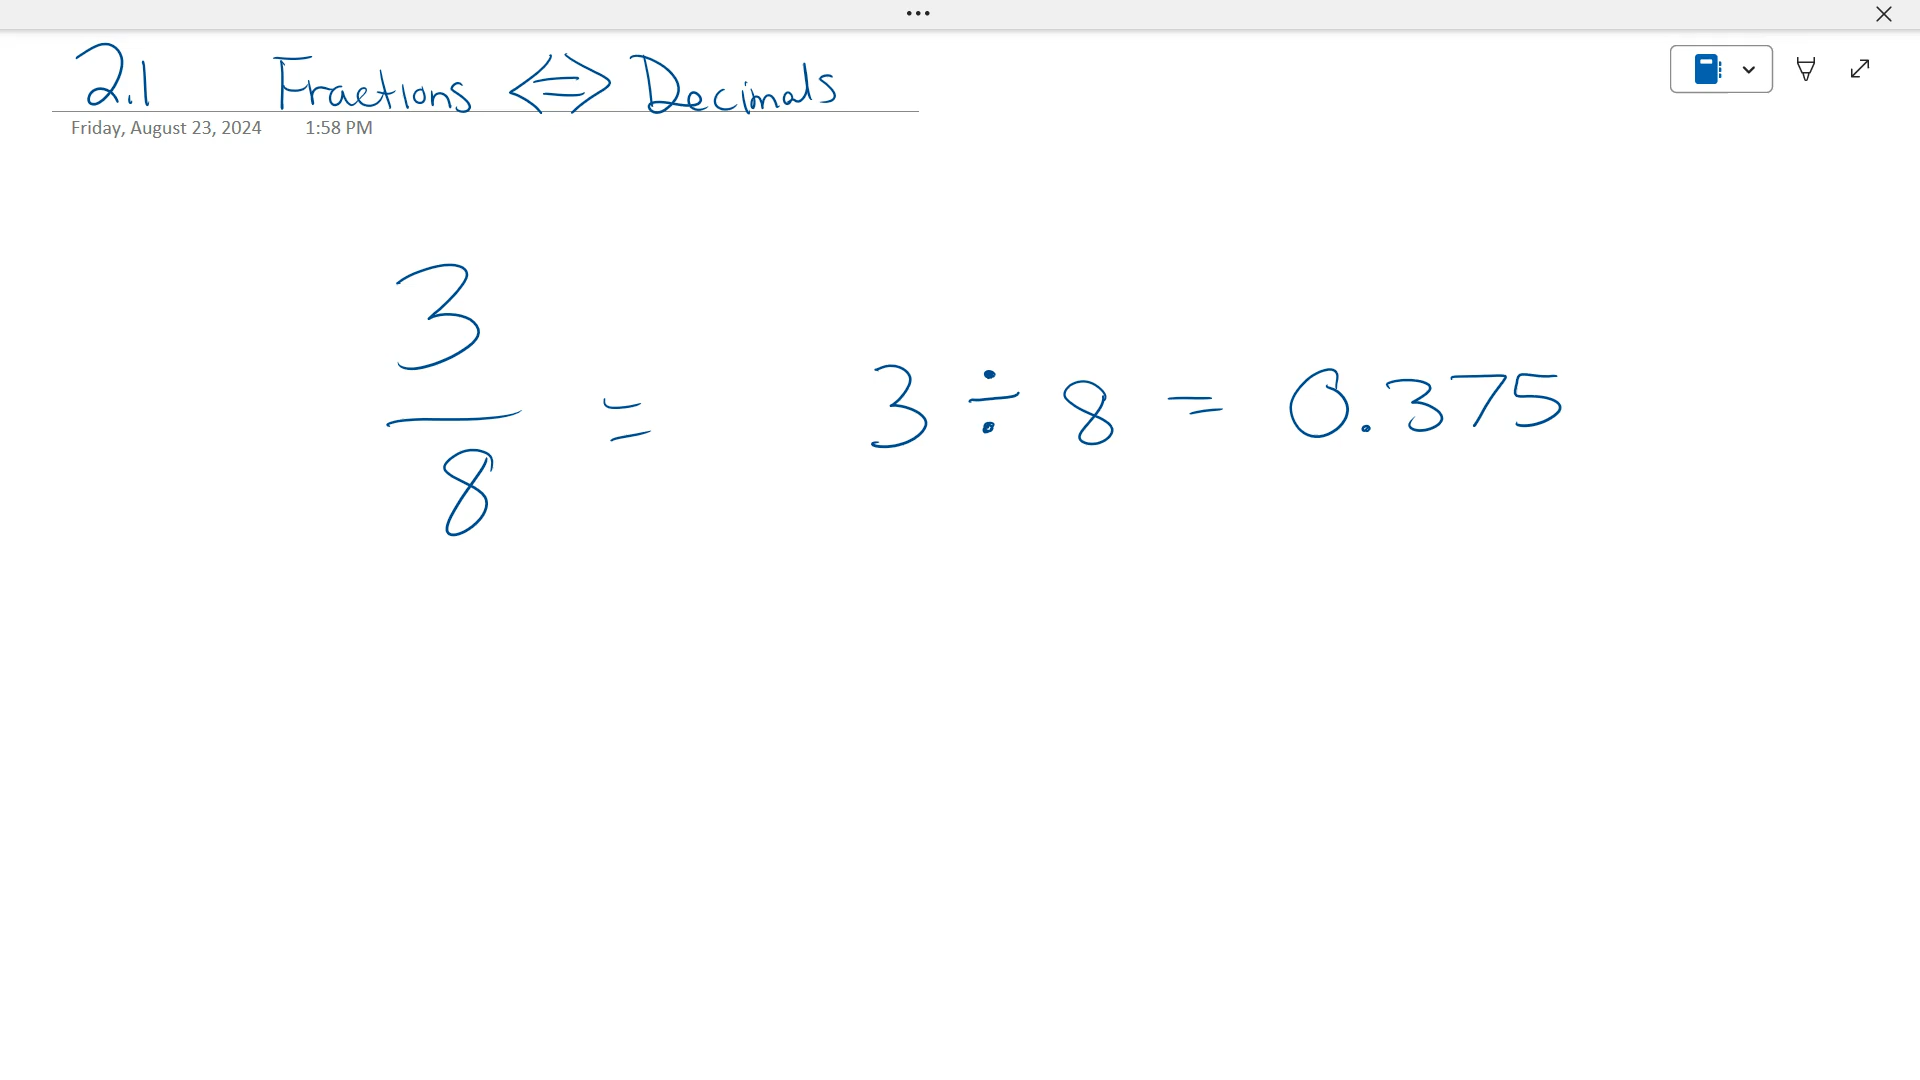 2.1 Fractions <=> Decimals
Friday, August 23, 2024 1:58 PM
3/8 = 3 ÷ 8 = 0.375